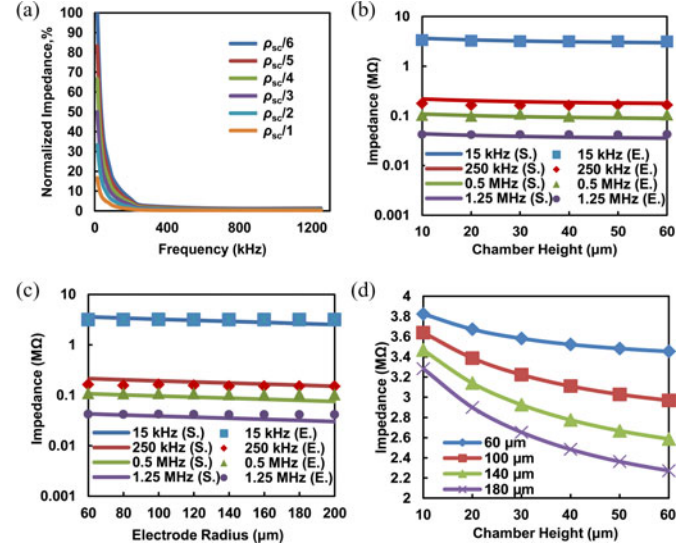 (a)
Normalized Impedance,%
100
90
80
70
60
50
40
30
20
10
0
ρsc/6
ρsc/5
ρsc/4
ρsc/3
ρsc/2
ρsc/1
0 400 800 1200
Frequency (kHz)
(b)
Impedance (MΩ)
10
1
0.1
0.01
0.001
15 kHz (S.) 15 kHz (E.)
250 kHz (S.) 250 kHz (E.)
0.5 MHz (S.) 0.5 MHz (E.)
1.25 MHz (S.) 1.25 MHz (E.)
10 20 30 40 50 60
Chamber Height (μm)
(c)
Impedance (MΩ)
10
1
0.1
0.01
0.001
15 kHz (S.) 15 kHz (E.)
250 kHz (S.) 250 kHz (E.)
0.5 MHz (S.) 0.5 MHz (E.)
1.25 MHz (S.) 1.25 MHz (E.)
60 80 100 120 140 160 180 200
Electrode Radius (μm)
(d)
Impedance (MΩ)
4
3.8
3.6
3.4
3.2
3
2.8
2.6
2.4
2.2
2
60 μm
100 μm
140 μm
180 μm
10 20 30 40 50 60
Chamber Height (μm)